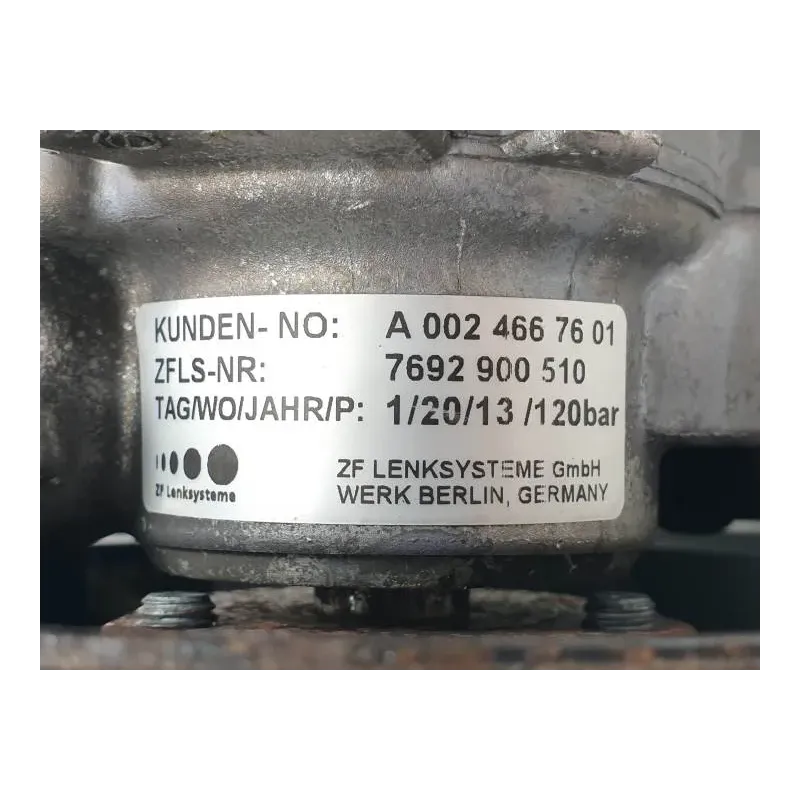 KUNDEN- NO: A 002 466 76 01
ZFLS-NR: 7692 900 510
TAG/WO/JAHR/P: 1/20/13 /120bar
ZF Lenksysteme
ZF LENKSYSTEME GmbH
WERK BERLIN, GERMANY